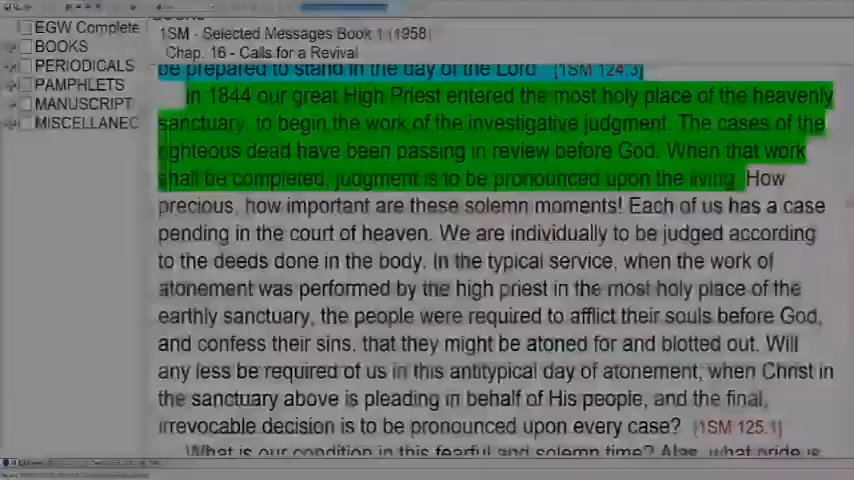 EGW Complete
BOOKS
PERIODICALS
PAMPHLETS
MANUSCRIPT
MISCELLANEC
1SM - Selected Messages Book 1 (1958)
Chap. 16 - Calls for a Revival
be prepared to stand in the day of the Lord. [1SM 124.3]
In 1844 our great High Priest entered the most holy place of the heavenly
sanctuary, to begin the work of the investigative judgment. The cases of the
righteous dead have been passing in review before God. When that work
shall be completed, judgment is to be pronounced upon the living. How
precious, how important are these solemn moments! Each of us has a case
pending in the court of heaven. We are individually to be judged according
to the deeds done in the body. In the typical service, when the work of
atonement was performed by the high priest in the most holy place of the
earthly sanctuary, the people were required to afflict their souls before God,
and confess their sins, that they might be atoned for and blotted out. Will
any less be required of us in this antitypical day of atonement, when Christ in
the sanctuary above is pleading in behalf of His people, and the final,
irrevocable decision is to be pronounced upon every case? [1SM 125.1]
What is our condition in this fearful and solemn time? Alas, what pride is